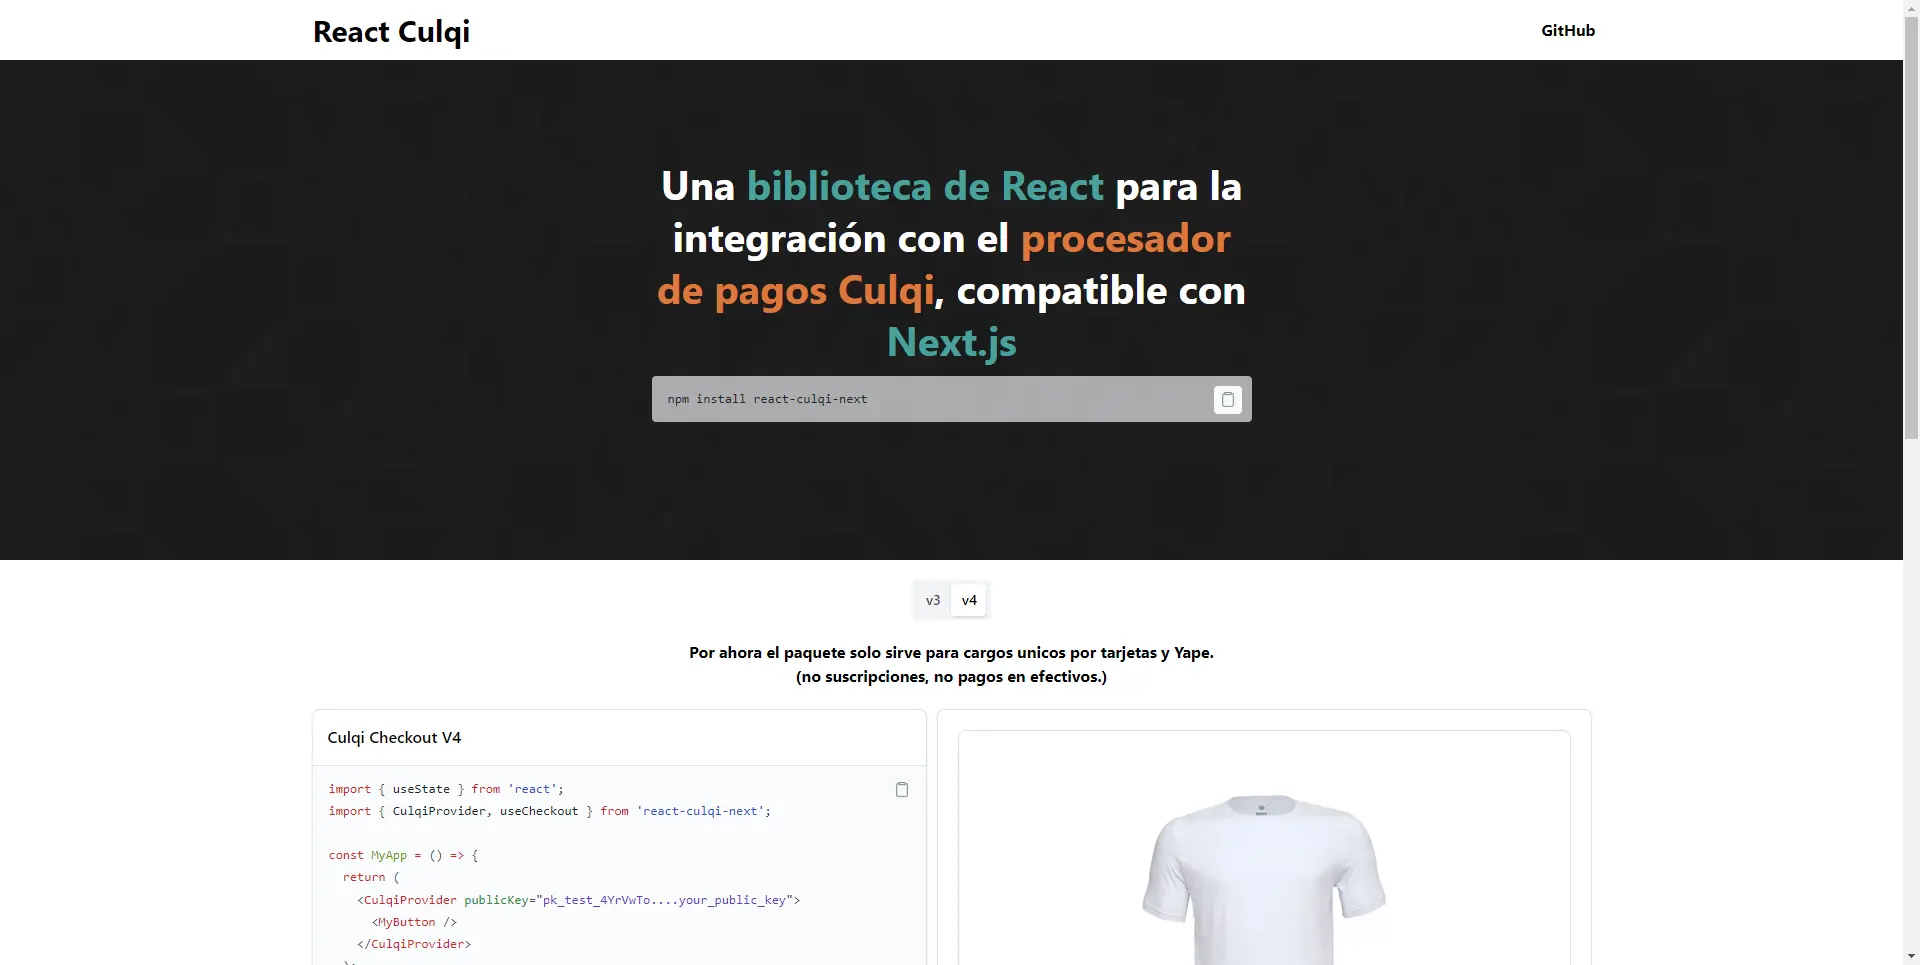 React Culqi
GitHub
Una biblioteca de React para la
integración con el procesador
de pagos Culqi, compatible con
Next.js
npm install react-culqi-next
v3
v4
Por ahora el paquete solo sirve para cargos unicos por tarjetas y Yape.
(no suscripciones, no pagos en efectivos.)
Culqi Checkout V4
import { useState } from 'react';
import { CulqiProvider, useCheckout } from 'react-culqi-next';
const MyApp = () => {
return (
<CulqiProvider publicKey="pk_test_4YrVwTo....your_public_key">
<MyButton />
</CulqiProvider>